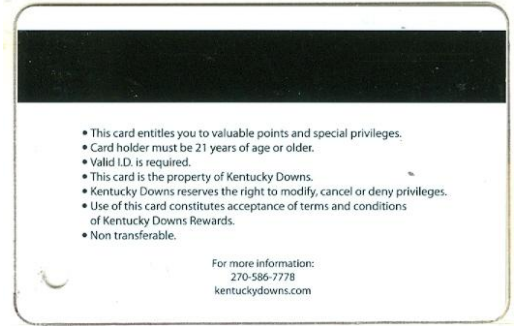 • This card entitles you to valuable points and special privileges.
• Card holder must be 21 years of age or older.
• Valid I.D. is required.
• This card is the property of Kentucky Downs.
• Kentucky Downs reserves the right to modify, cancel or deny privileges.
• Use of this card constitutes acceptance of terms and conditions
of Kentucky Downs Rewards.
• Non transferable.
For more information:
270-586-7778
kentuckydowns.com